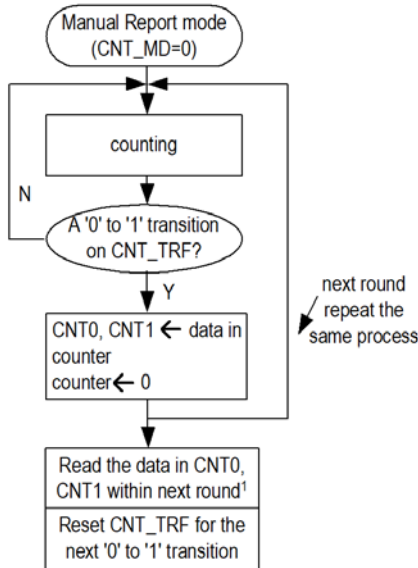 Manual Report mode
(CNT_MD=0)
counting
N
A '0' to '1' transition
on CNT_TRF?
Y
next round
repeat the
same process
CNT0, CNT1 ← data in
counter
counter← 0
Read the data in CNT0,
CNT1 within next round¹
Reset CNT_TRF for the
next '0' to '1' transition